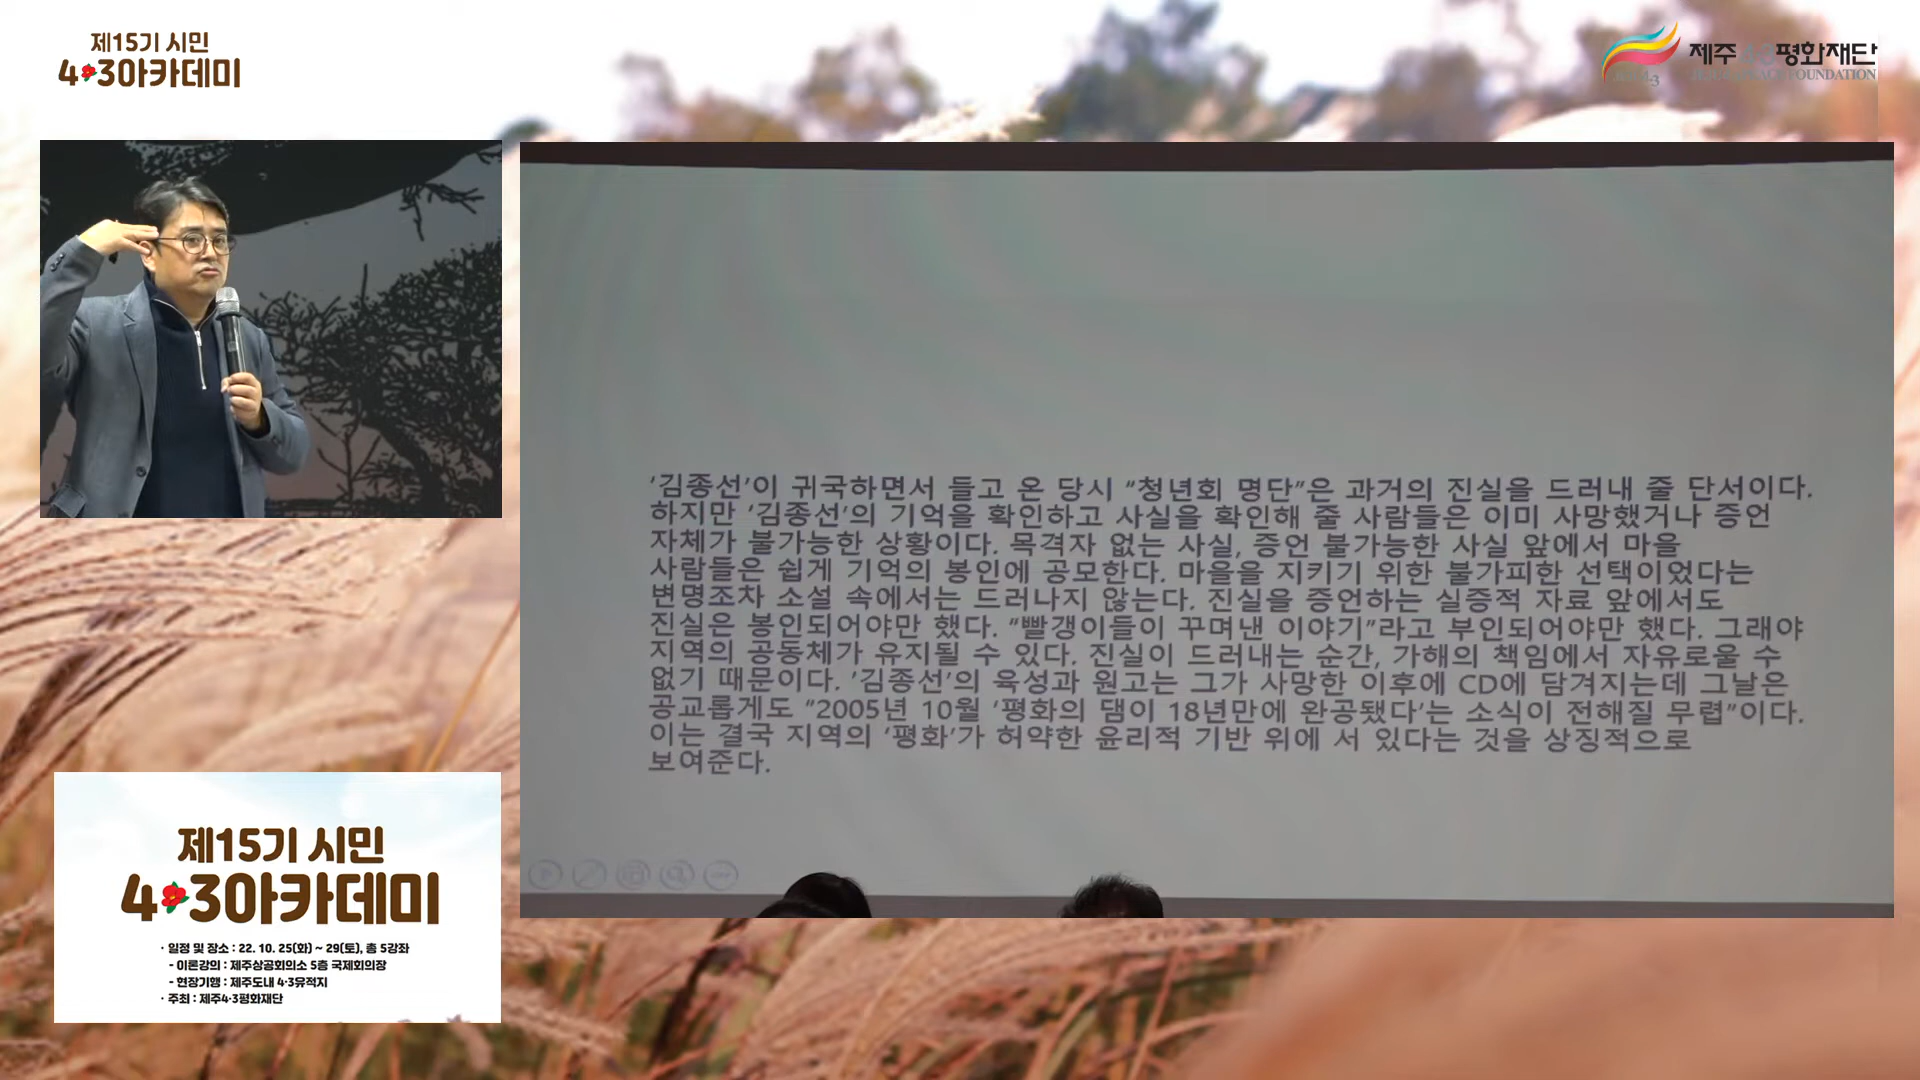 제15기 시민
4·3아카데미
제주 4·3평화재단
'김종선'이 귀국하면서 들고 온 당시 "청년회 명단"은 과거의 진실을 드러내 줄 단서이다.
하지만 '김종선'의 기억을 확인하고 사실을 확인해 줄 사람들은 이미 사망했거나 증언
자체가 불가능한 상황이다. 목격자 없는 사실, 증언 불가능한 사실 앞에서 마을
사람들은 쉽게 기억의 봉인에 공모한다. 마을을 지키기 위한 불가피한 선택이었다는
변명조차 소설 속에서는 드러나지 않는다. 진실을 증언하는 실증적 자료 앞에서도
진실은 봉인되어야만 했다. "빨갱이들이 꾸며낸 이야기"라고 부인되어야만 했다. 그래야
지역의 공동체가 유지될 수 있다. 진실이 드러내는 순간, 가해의 책임에서 자유로울 수
없기 때문이다. '김종선'의 육성과 원고는 그가 사망한 이후에 CD에 담겨지는데 그날은
공교롭게도 "2005년 10월 '평화의 댐이 18년만에 완공됐다'는 소식이 전해질 무렵"이다.
이는 결국 지역의 '평화'가 허약한 윤리적 기반 위에 서 있다는 것을 상징적으로
보여준다.
제15기 시민
4·3아카데미
· 일정 및 장소 : 22. 10. 25(화) ~ 29(토), 총 5강좌
- 이론강의 : 제주상공회의소 5층 국제회의장
- 현장기행 : 제주도내 4·3유적지
· 주최 : 제주4·3평화재단